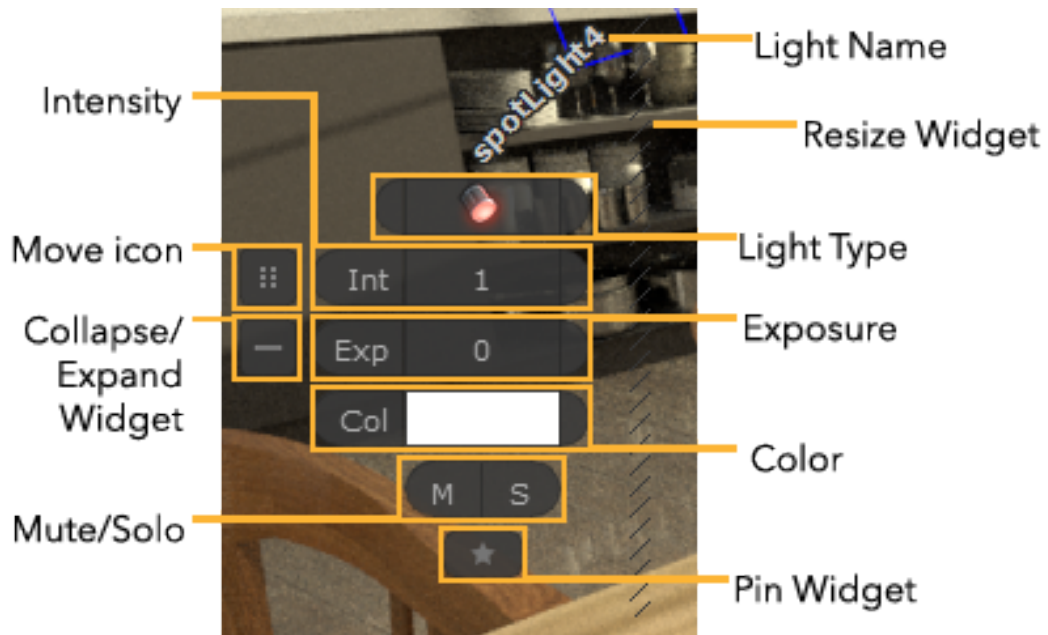 Light Name
spotLight4
Intensity
Resize Widget
Light Type
Move icon
Int 1
Collapse/
Expand
Widget
Exp 0
Exposure
Col
Color
M S
Mute/Solo
Pin Widget